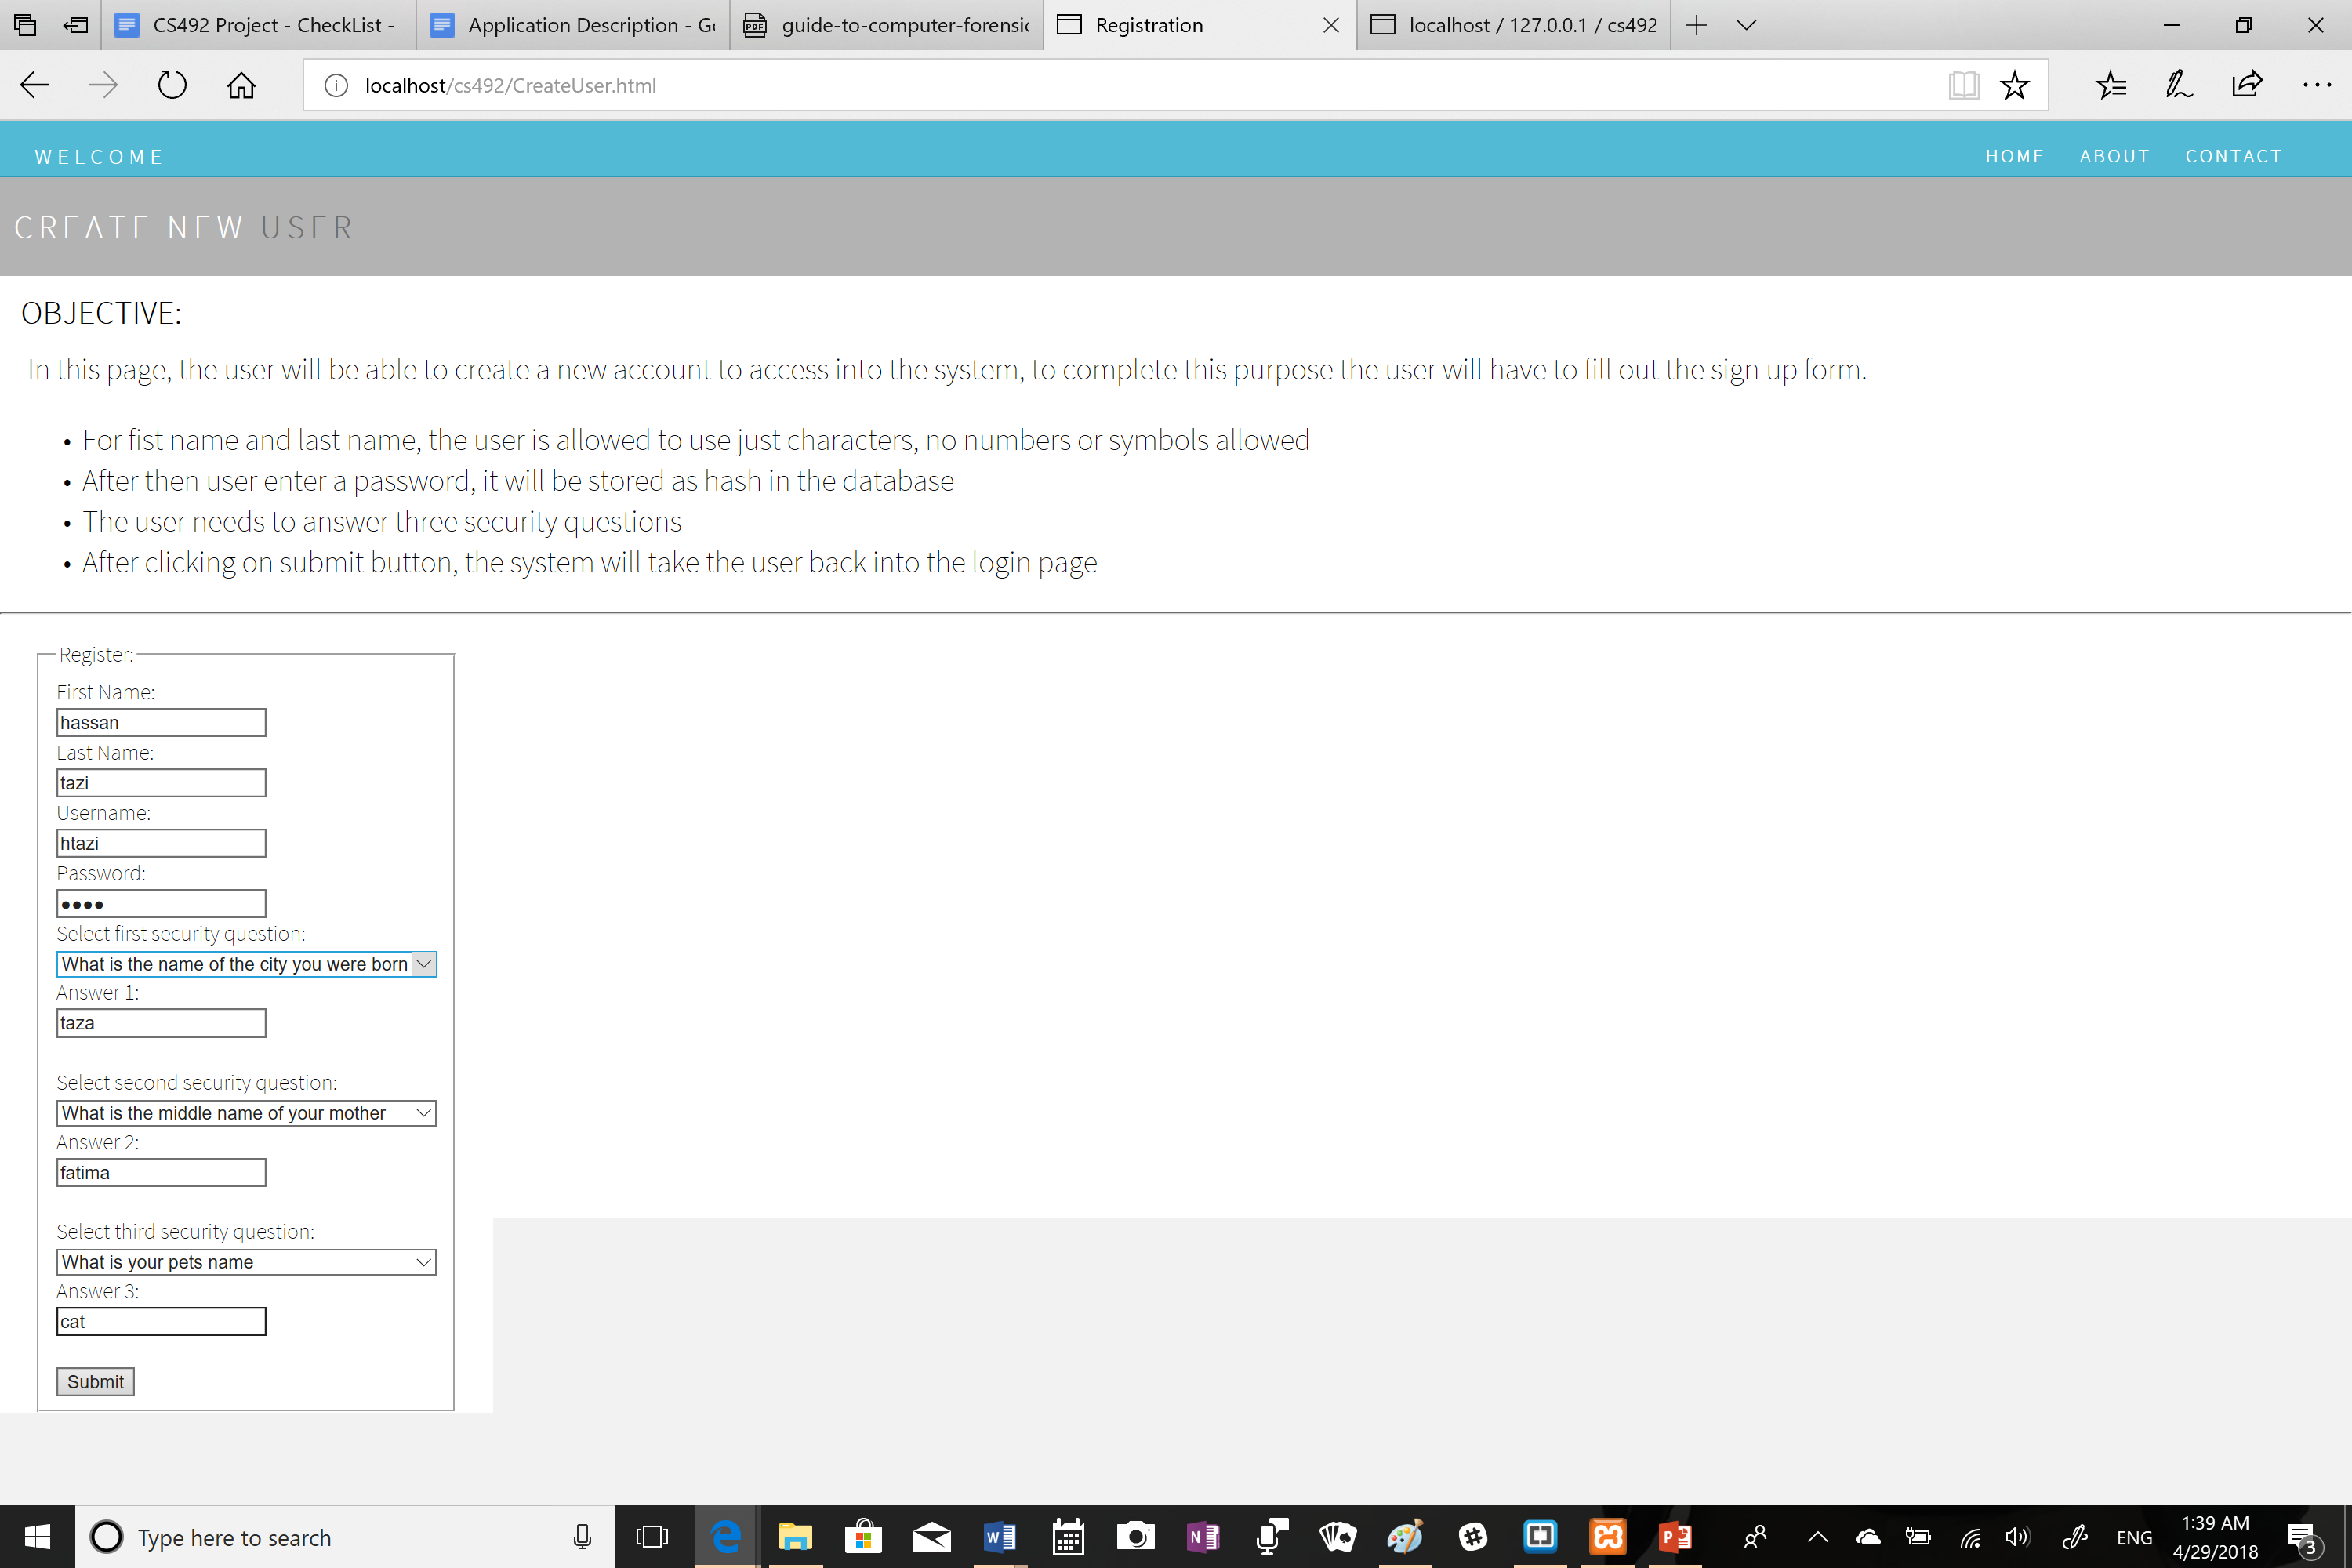 CS492 Project - CheckList -
Application Description - G
guide-to-computer-forensi
Registration
localhost / 127.0.0.1 / cs492
localhost/cs492/CreateUser.html
WELCOME
HOME
ABOUT
CONTACT
CREATE NEW USER
OBJECTIVE:
In this page, the user will be able to create a new account to access into the system, to complete this purpose the user will have to fill out the sign up form.
• For fist name and last name, the user is allowed to use just characters, no numbers or symbols allowed
• After then user enter a password, it will be stored as hash in the database
• The user needs to answer three security questions
• After clicking on submit button, the system will take the user back into the login page
Register:
First Name:
hassan
Last Name:
tazi
Username:
htazi
Password:
••••
Select first security question:
What is the name of the city you were born
Answer 1:
taza
Select second security question:
What is the middle name of your mother
Answer 2:
fatima
Select third security question:
What is your pets name
Answer 3:
cat
Submit
Type here to search
ENG
1:39 AM
4/29/2018
3